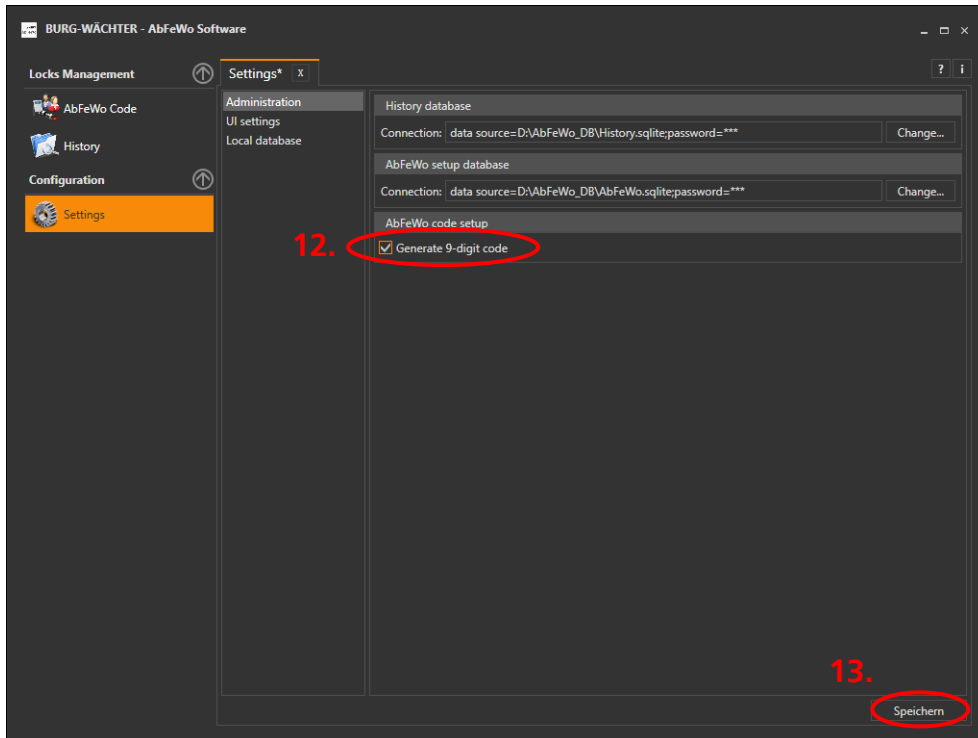 BURG-WÄCHTER - AbFeWo Software
Locks Management
Settings* x
? i
AbFeWo Code
History
Configuration
Settings
Administration
UI settings
Local database
History database
Connection: data source=D:\AbFeWo_DB\History.sqlite;password=*** Change...
AbFeWo setup database
Connection: data source=D:\AbFeWo_DB\AbFeWo.sqlite;password=*** Change...
AbFeWo code setup
12. Generate 9-digit code
13.
Speichern